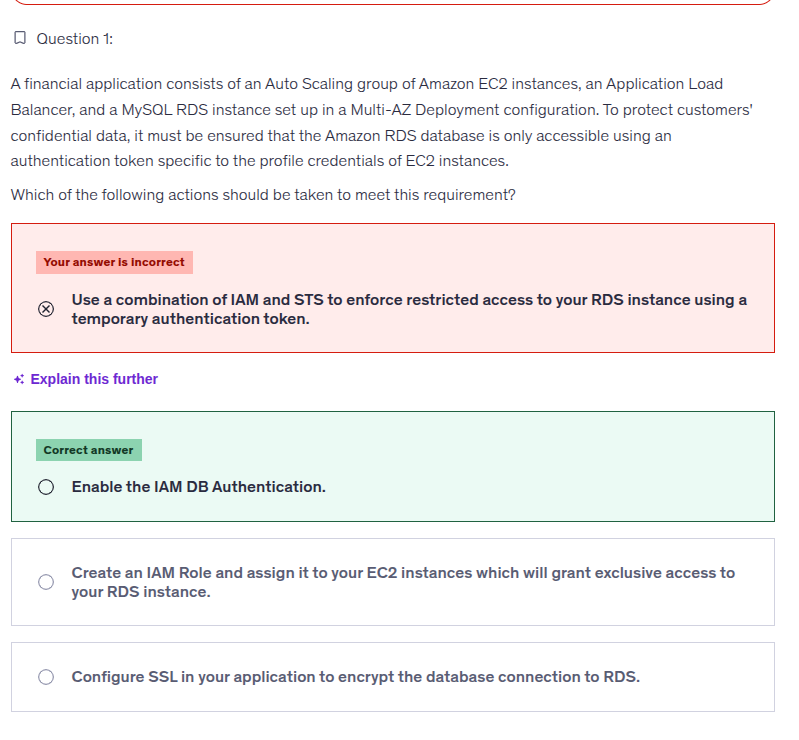 Question 1:
A financial application consists of an Auto Scaling group of Amazon EC2 instances, an Application Load
Balancer, and a MySQL RDS instance set up in a Multi-AZ Deployment configuration. To protect customers'
confidential data, it must be ensured that the Amazon RDS database is only accessible using an
authentication token specific to the profile credentials of EC2 instances.
Which of the following actions should be taken to meet this requirement?
Your answer is incorrect
Use a combination of IAM and STS to enforce restricted access to your RDS instance using a
temporary authentication token.
Explain this further
Correct answer
Enable the IAM DB Authentication.
Create an IAM Role and assign it to your EC2 instances which will grant exclusive access to
your RDS instance.
Configure SSL in your application to encrypt the database connection to RDS.